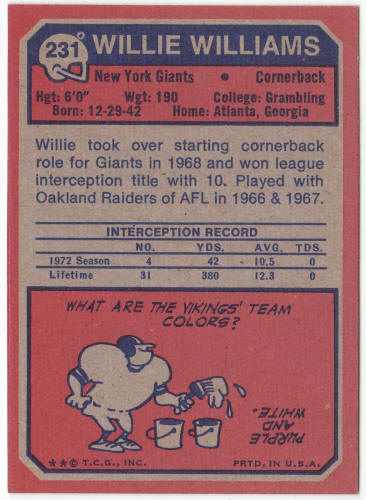 231 WILLIE WILLIAMS
New York Giants • Cornerback
Hgt: 6'0" Wgt: 190 College: Grambling
Born: 12-29-42 Home: Atlanta, Georgia
Willie took over starting cornerback
role for Giants in 1968 and won league
interception title with 10. Played with
Oakland Raiders of AFL in 1966 & 1967.
INTERCEPTION RECORD
NO. YDS. AVG. TDS.
1972 Season 4 42 10.5 0
Lifetime 31 380 12.3 0
WHAT ARE THE VIKINGS' TEAM
COLORS?
PURPLE
AND
WHITE.
**© T.C.G., INC. PRTD. IN U.S.A.